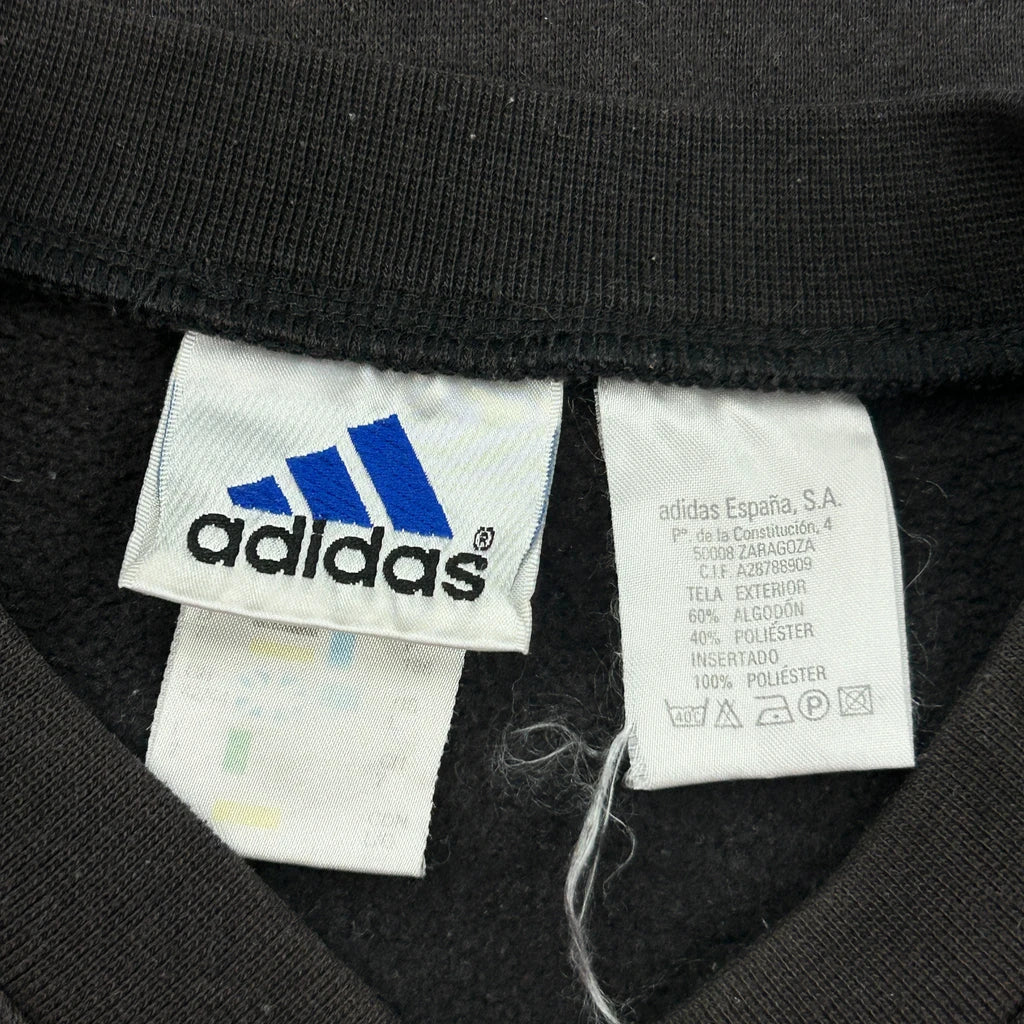 adidas®
adidas España, S.A.
Pº. de la Constitución, 4
50008 ZARAGOZA
C.I.F. A28788909
TELA EXTERIOR
60% ALGODÓN
40% POLIÉSTER
INSERTADO
100% POLIÉSTER
40C P